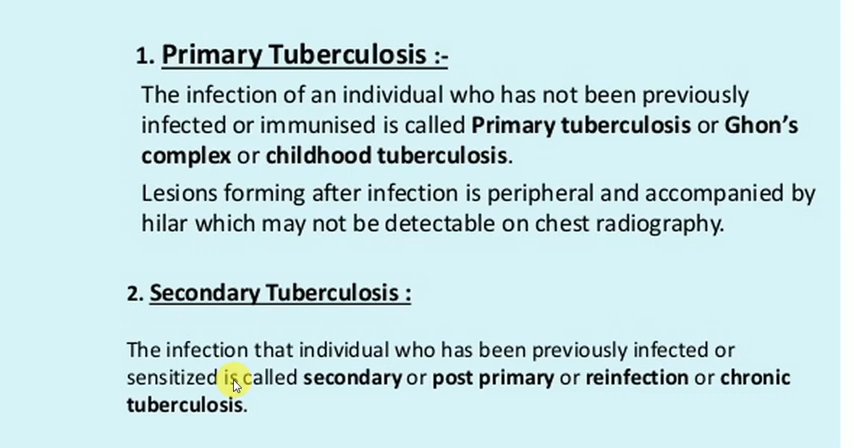 1. Primary Tuberculosis :-
The infection of an individual who has not been previously
infected or immunised is called Primary tuberculosis or Ghon’s
complex or childhood tuberculosis.
Lesions forming after infection is peripheral and accompanied by
hilar which may not be detectable on chest radiography.
2. Secondary Tuberculosis :
The infection that individual who has been previously infected or
sensitized is called secondary or post primary or reinfection or chronic
tuberculosis.